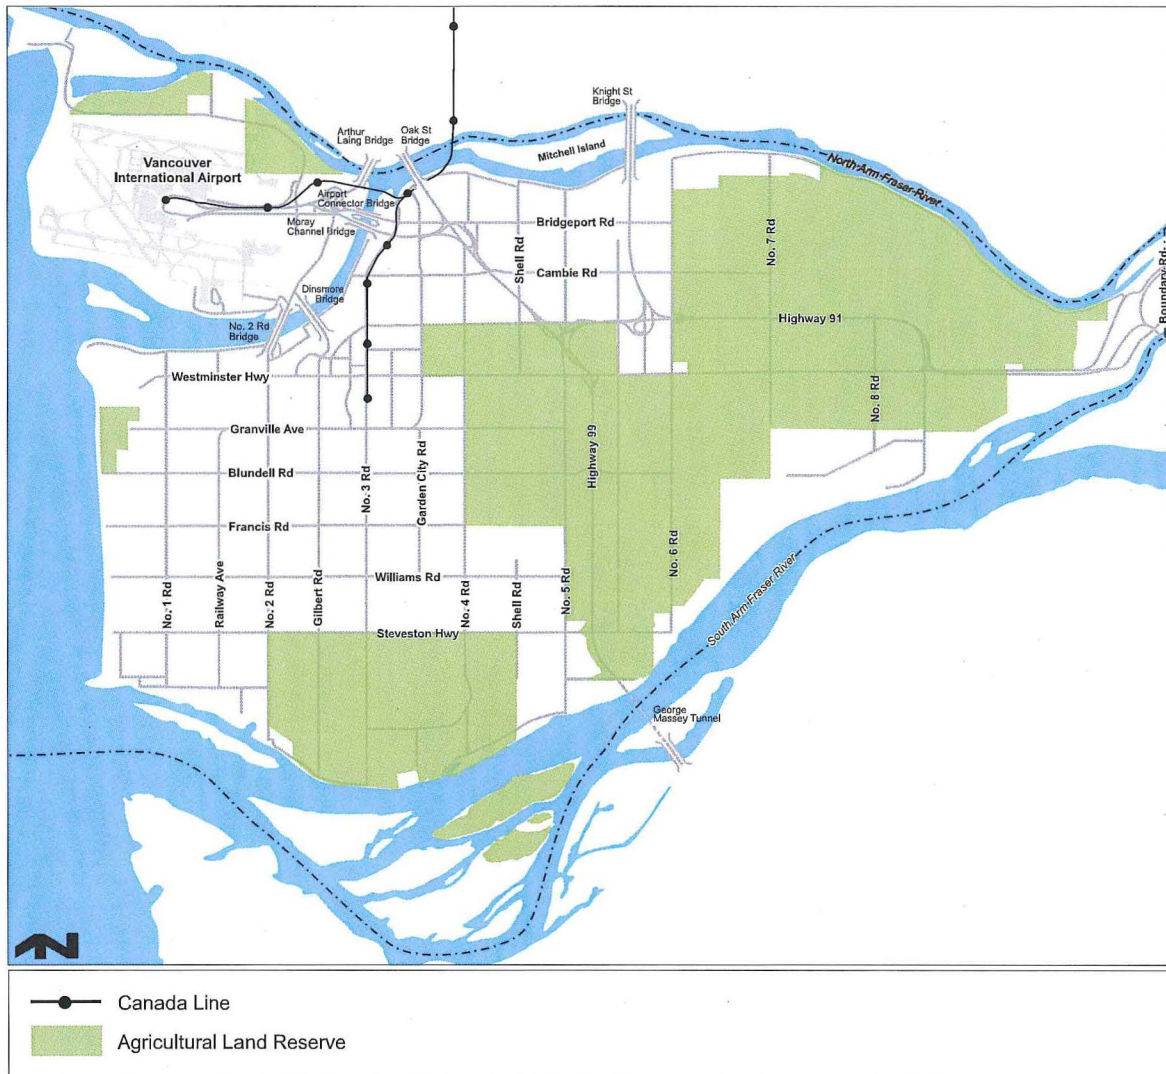 Knight St
Bridge
Arthur
Laing Bridge
Oak St
Bridge
Mitchell Island
North Arm Fraser River
Vancouver
International Airport
Airport
Connector Bridge
Moray
Channel Bridge
Bridgeport Rd
No. 7 Rd
Shell Rd
Cambie Rd
Boundary Rd.
Dinsmore
Bridge
No. 2 Rd
Bridge
Highway 91
Westminster Hwy
No. 8 Rd
Granville Ave
Highway 99
Garden City Rd
Blundell Rd
No. 3 Rd
Francis Rd
No. 6 Rd
Williams Rd
No. 1 Rd
Railway Ave
No. 2 Rd
Gilbert Rd
No. 4 Rd
Shell Rd
No. 5 Rd
Steveston Hwy
South Arm Fraser River
George
Massey Tunnel
N
Canada Line
Agricultural Land Reserve